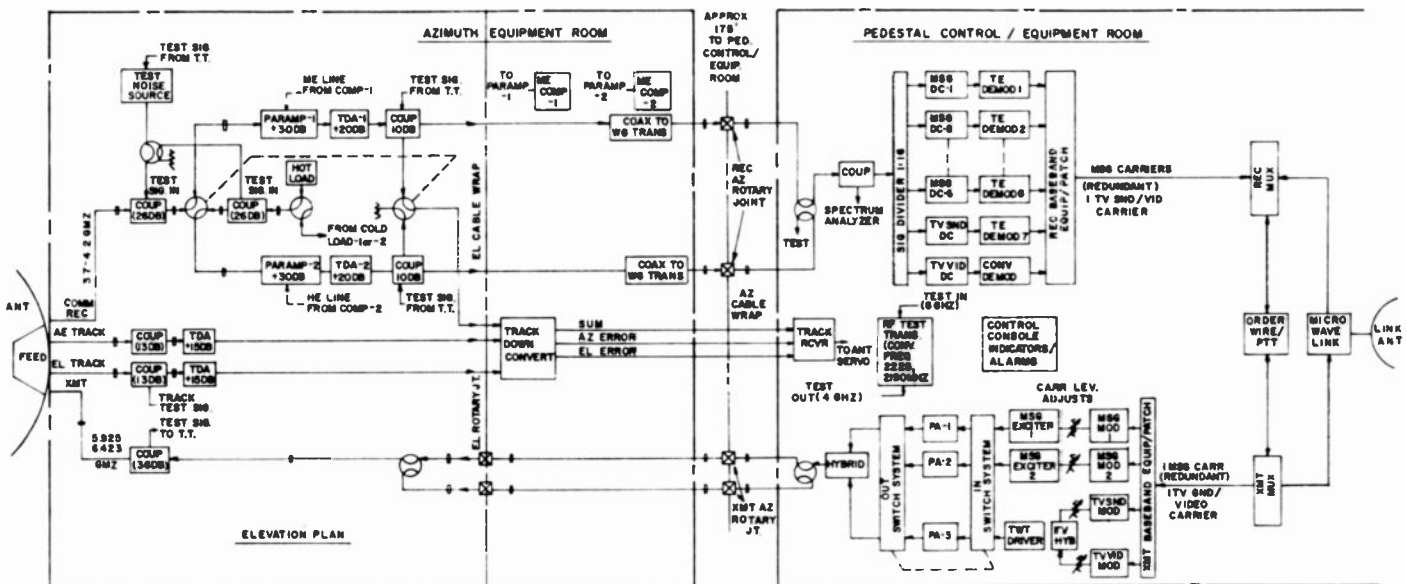 AZIMUTH EQUIPMENT ROOM
APPROX
175'
TO PED.
CONTROL/
EQUIP.
ROOM
PEDESTAL CONTROL / EQUIPMENT ROOM
TEST SIG.
FROM T.T.
TEST
NOISE
SOURCE
ME LINE
FROM COMP-1
TEST SIG.
FROM T.T.
TO
PARAMP
-1
ME
COMP
-1
TO
PARAMP
-2
ME
COMP
-2
PARAMP-1
+30DB
TDA-1
+20DB
COUP
10DB
COAX TO
WG TRANS
TEST
SIG IN
COUP
(26DB)
TEST
SIG. IN
COUP
(26DB)
HOT
LOAD
FROM COLD
LOAD-1or-2
PARAMP-2
+30DB
TDA-2
+20DB
COUP
10DB
COAX TO
WG TRANS
HE LINE
FROM COMP-2
TEST SIG.
FROM T.T.
EL CABLE WRAP
REC
AZ
ROTARY
JOINT
AZ
CABLE
WRAP
3.7-4.2 GMZ
ANT
COMM
REC
FEED
AE TRACK
COUP
(13DB)
TDA
+15DB
EL TRACK
COUP
(13DB)
TDA
+15DB
XMT
TRACK
TEST SIG.
TEST SIG.
TO T.T.
5.925
6.423
GMZ
COUP
(36DB)
TRACK
DOWN
CONVERT
SUM
AZ ERROR
EL ERROR
EL ROTARY JT.
XMT AZ
ROTARY
JT.
ELEVATION PLAN
TEST
COUP
SPECTRUM
ANALYZER
SIG DIVIDER 1-16
MSG
DC-1
TE
DEMOD 1
MSG
DC-8
TE
DEMOD 2
MSG
DC-6
TE
DEMOD 6
TV SND
DC
TE
DEMOD 7
TV VID
DC
CONV
DEMOD
REC BASEBAND
EQUIP/PATCH
MSG CARRIERS
(REDUNDANT)
1 TV SND/VID
CARRIER
REC
MUX
TRACK
RCVR
TO ANT
SERVO
TEST IN
(6GHZ)
RF TEST
TRANS
(CONV.
FREQ
2225,
2190MHZ
TEST
OUT(4 GHZ)
CONTROL
CONSOLE
INDICATORS/
ALARMS
ORDER
WIRE/
PTT
MICRO
WAVE
LINK
LINK
ANT
CARR LEV.
ADJUSTS
HYBRID
OUT
SWITCH SYSTEM
PA-1
PA-2
PA-3
IN
SWITCH SYSTEM
MSG
EXCITER
1
MSG
MOD
1
MSG
EXCITER
2
MSG
MOD 2
TWT
DRIVER
TV
HYB
TV SND
MOD
TV VID
MOD
XMT BASEBAND EQUIP/PATCH
1 MSG CARR
(REDUNDANT)
1TV GND/
VIDEO
CARRIER
XMT
MUX